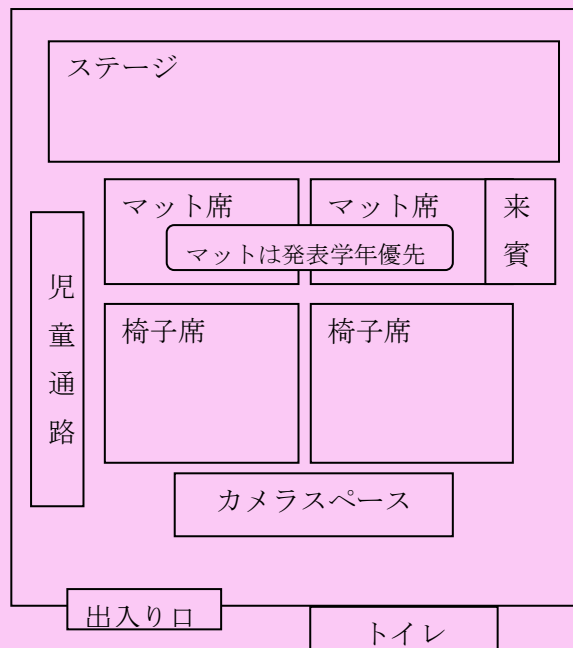 ステージ
マット席
マット席
来賓
マットは発表学年優先
児童通路
椅子席
椅子席
カメラスペース
出入り口
トイレ